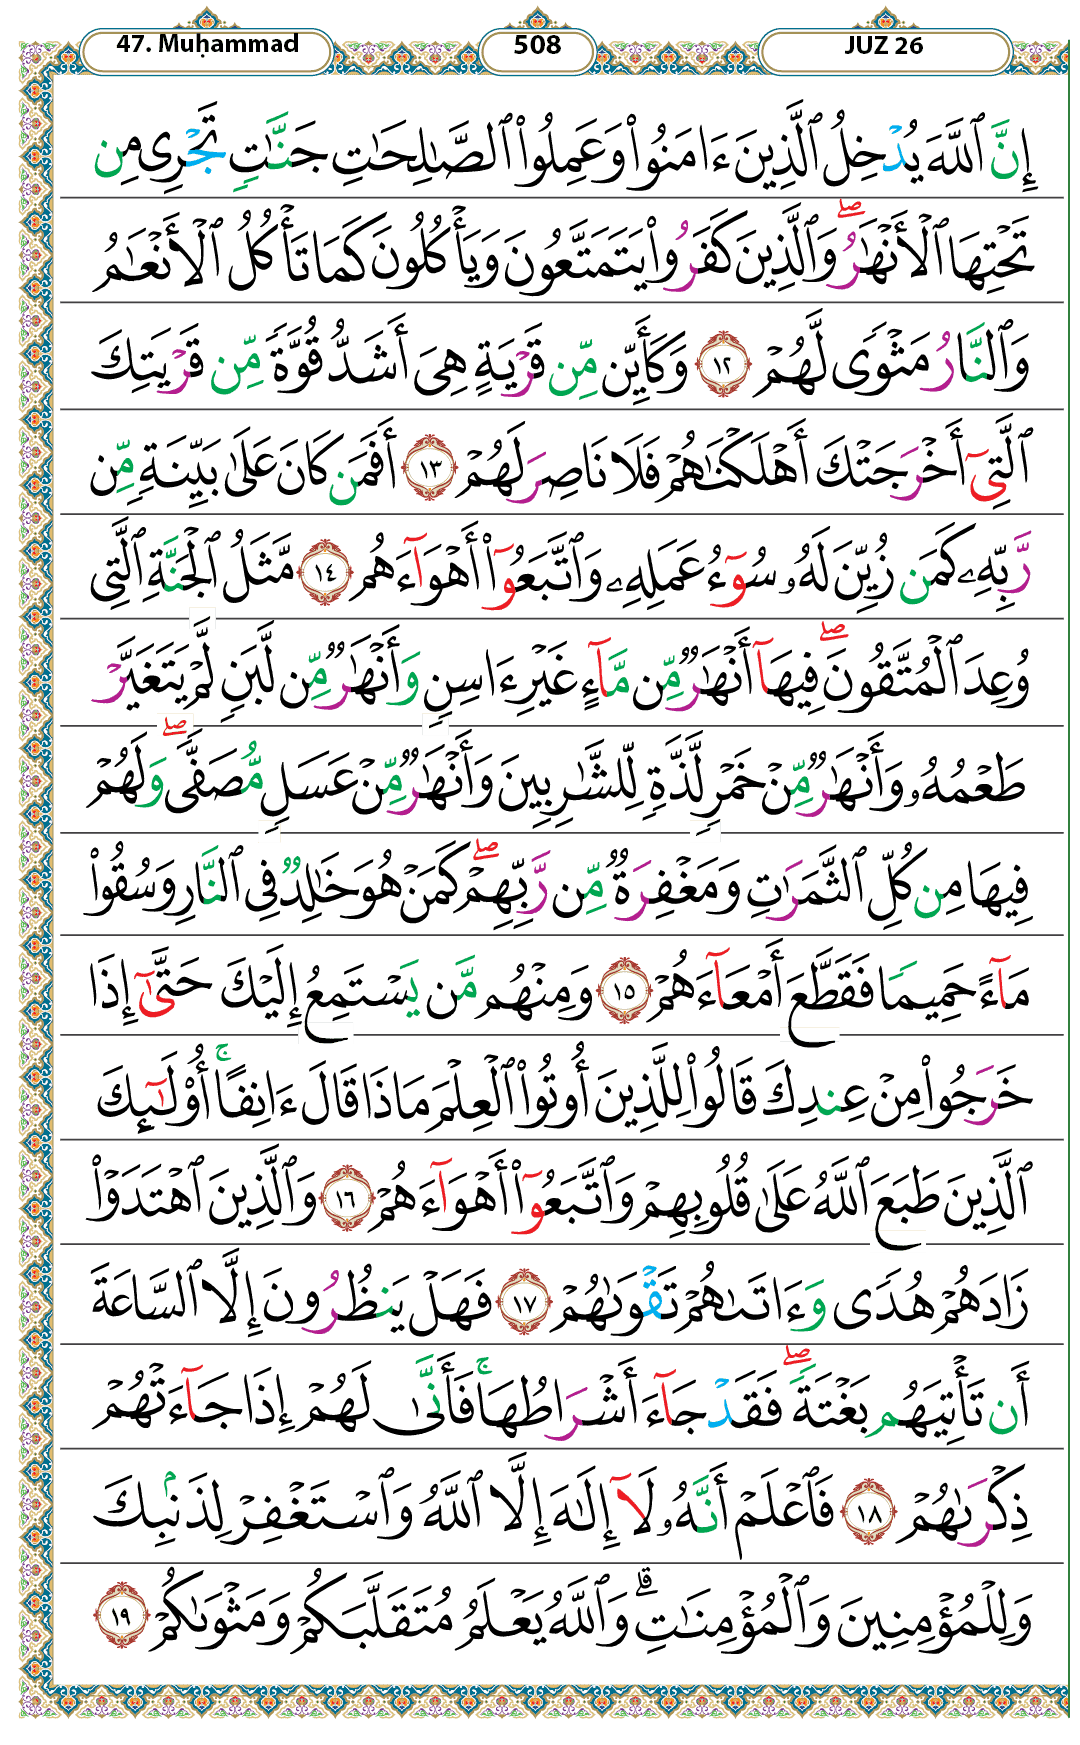 47. Muḥammad
508
JUZ 26
إِنَّ ٱللَّهَ يُدْخِلُ ٱلَّذِينَ ءَامَنُوا۟ وَعَمِلُوا۟ ٱلصَّـٰلِحَـٰتِ جَنَّـٰتٍ تَجْرِى مِن
تَحْتِهَا ٱلْأَنْهَـٰرُ ۖ وَٱلَّذِينَ كَفَرُوا۟ يَتَمَتَّعُونَ وَيَأْكُلُونَ كَمَا تَأْكُلُ ٱلْأَنْعَـٰمُ
وَٱلنَّارُ مَثْوًى لَّهُمْ ١٢ وَكَأَيِّن مِّن قَرْيَةٍ هِىَ أَشَدُّ قُوَّةً مِّن قَرْيَتِكَ
ٱلَّتِىٓ أَخْرَجَتْكَ أَهْلَكْنَـٰهُمْ فَلَا نَاصِرَ لَهُمْ ١٣ أَفَمَن كَانَ عَلَىٰ بَيِّنَةٍ مِّن
رَّبِّهِۦ كَمَن زُيِّنَ لَهُۥ سُوٓءُ عَمَلِهِۦ وَٱتَّبَعُوٓا۟ أَهْوَآءَهُم ١٤ مَّثَلُ ٱلْجَنَّةِ ٱلَّتِى
وُعِدَ ٱلْمُتَّقُونَ ۖ فِيهَآ أَنْهَـٰرٌ مِّن مَّآءٍ غَيْرِ ءَاسِنٍ وَأَنْهَـٰرٌ مِّن لَّبَنٍ لَّمْ يَتَغَيَّرْ
طَعْمُهُۥ وَأَنْهَـٰرٌ مِّنْ خَمْرٍ لَّذَّةٍ لِّلشَّـٰرِبِينَ وَأَنْهَـٰرٌ مِّنْ عَسَلٍ مُّصَفًّى ۖ وَلَهُمْ
فِيهَا مِن كُلِّ ٱلثَّمَرَٰتِ وَمَغْفِرَةٌ مِّن رَّبِّهِمْ ۖ كَمَنْ هُوَ خَـٰلِدٌ فِى ٱلنَّارِ وَسُقُوا۟
مَآءً حَمِيمًا فَقَطَّعَ أَمْعَآءَهُمْ ١٥ وَمِنْهُم مَّن يَسْتَمِعُ إِلَيْكَ حَتَّىٰٓ إِذَا
خَرَجُوا۟ مِنْ عِندِكَ قَالُوا۟ لِلَّذِينَ أُوتُوا۟ ٱلْعِلْمَ مَاذَا قَالَ ءَانِفًا ۚ أُو۟لَـٰٓئِكَ
ٱلَّذِينَ طَبَعَ ٱللَّهُ عَلَىٰ قُلُوبِهِمْ وَٱتَّبَعُوٓا۟ أَهْوَآءَهُمْ ١٦ وَٱلَّذِينَ ٱهْتَدَوْا۟
زَادَهُمْ هُدًى وَءَاتَىٰهُمْ تَقْوَىٰهُمْ ١٧ فَهَلْ يَنظُرُونَ إِلَّا ٱلسَّاعَةَ
أَن تَأْتِيَهُم بَغْتَةً ۖ فَقَدْ جَآءَ أَشْرَاطُهَا ۚ فَأَنَّىٰ لَهُمْ إِذَا جَآءَتْهُمْ
ذِكْرَىٰهُمْ ١٨ فَٱعْلَمْ أَنَّهُۥ لَآ إِلَـٰهَ إِلَّا ٱللَّهُ وَٱسْتَغْفِرْ لِذَنۢبِكَ
وَلِلْمُؤْمِنِينَ وَٱلْمُؤْمِنَـٰتِ ۗ وَٱللَّهُ يَعْلَمُ مُتَقَلَّبَكُمْ وَمَثْوَىٰكُمْ ١٩